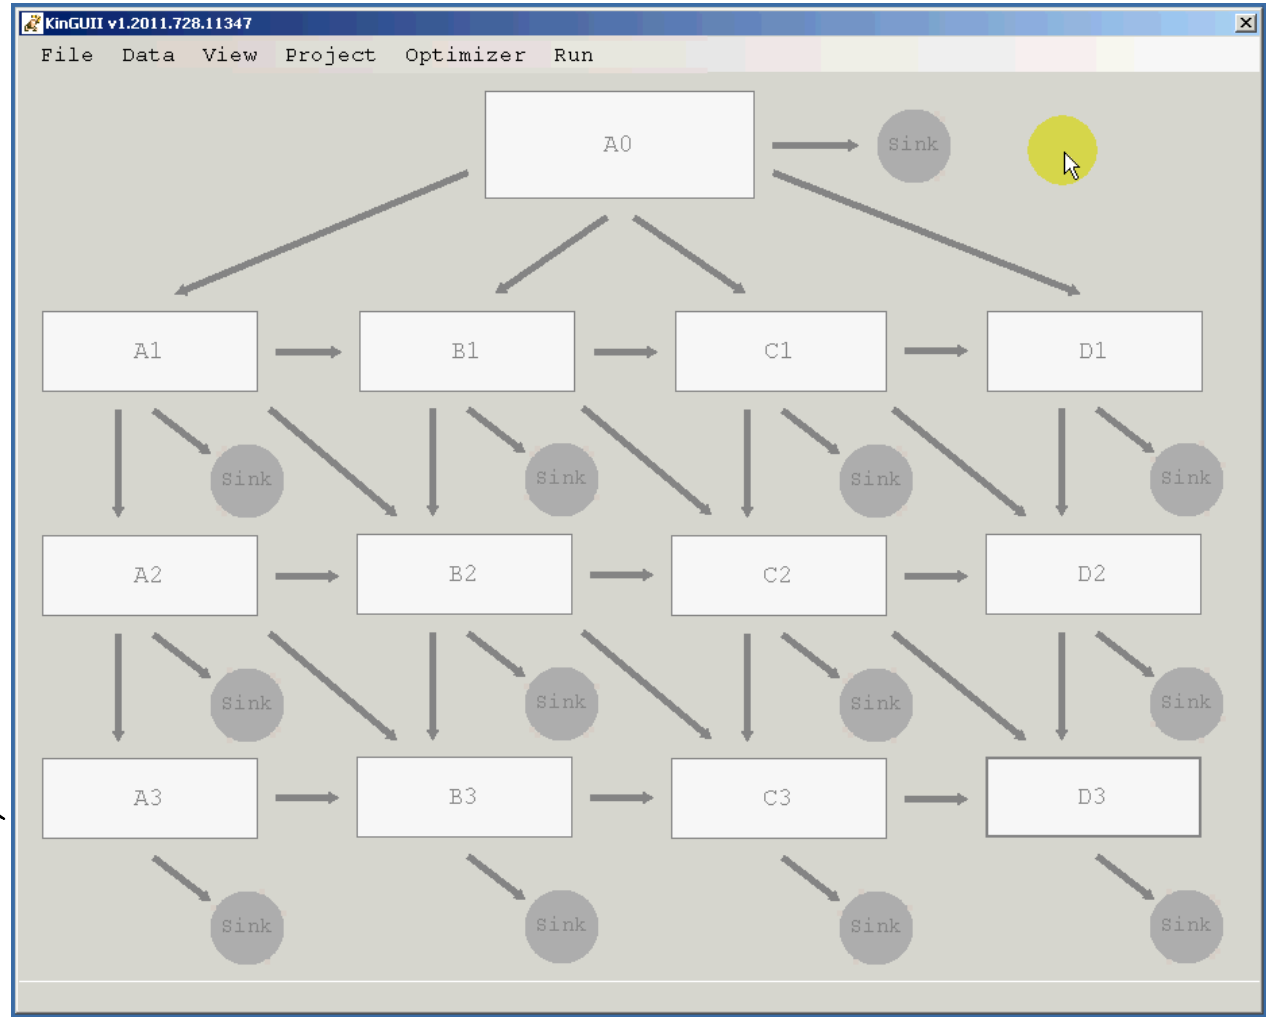 KinGUII v1.2011.728.11347
File Data View Project Optimizer Run
A0 Sink
A1 B1 C1 D1
Sink Sink Sink Sink
A2 B2 C2 D2
Sink Sink Sink Sink
A3 B3 C3 D3
Sink Sink Sink Sink